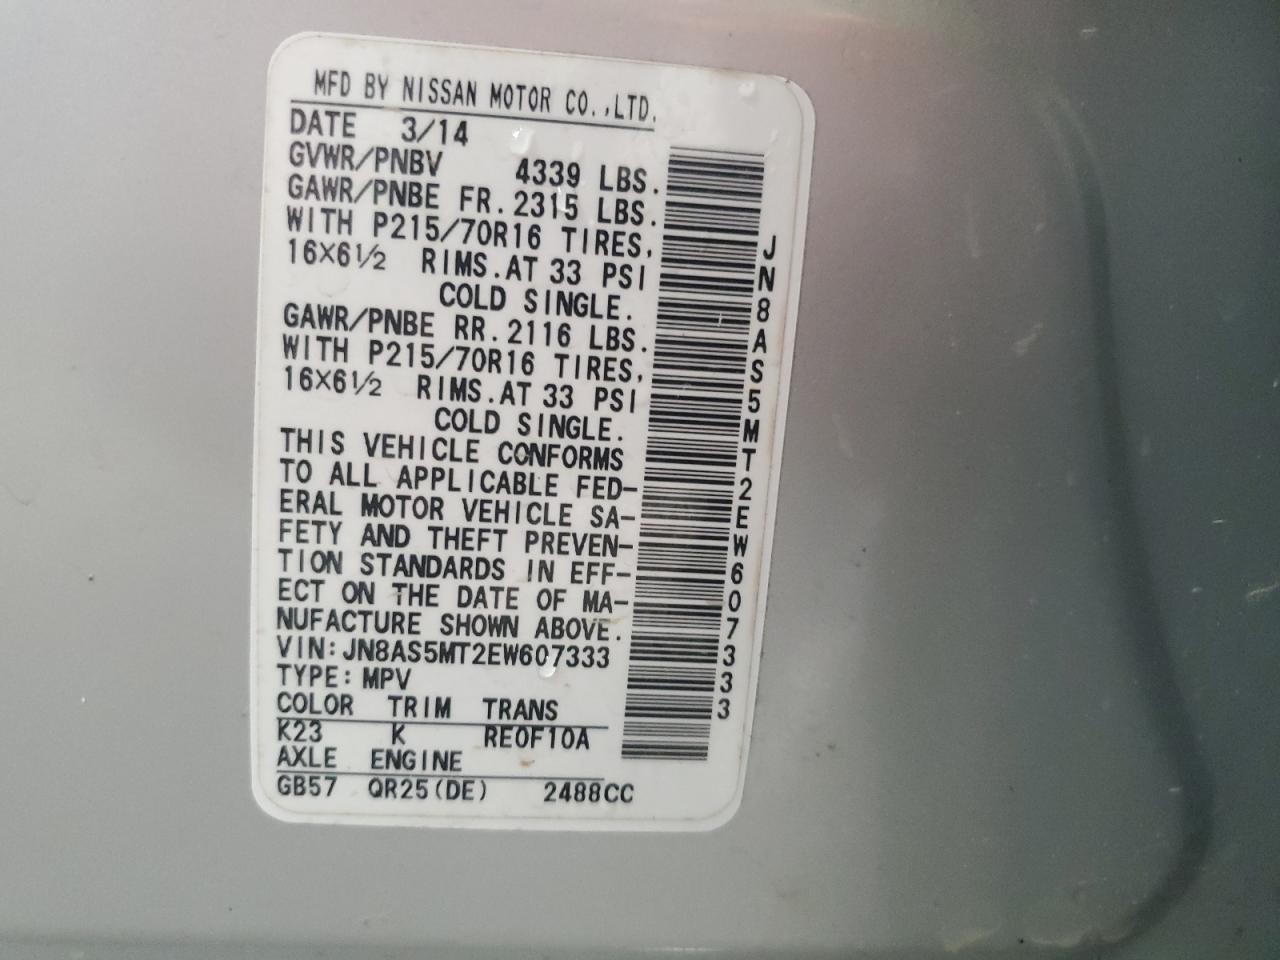 MFD BY NISSAN MOTOR CO.,LTD.
DATE 3/14
GVWR/PNBV 4339 LBS.
GAWR/PNBE FR. 2315 LBS.
WITH P215/70R16 TIRES,
16X6½ RIMS. AT 33 PSI
COLD SINGLE.
GAWR/PNBE RR. 2116 LBS.
WITH P215/70R16 TIRES,
16X6½ RIMS. AT 33 PSI
COLD SINGLE.
THIS VEHICLE CONFORMS
TO ALL APPLICABLE FED-
ERAL MOTOR VEHICLE SA-
FETY AND THEFT PREVEN-
TION STANDARDS IN EFF-
ECT ON THE DATE OF MA-
NUFACTURE SHOWN ABOVE.
VIN: JN8AS5MT2EW607333
TYPE: MPV
COLOR TRIM TRANS
K23 K RE0F10A
AXLE ENGINE
GB57 QR25(DE) 2488CC
JN8AS5MT2EW607333